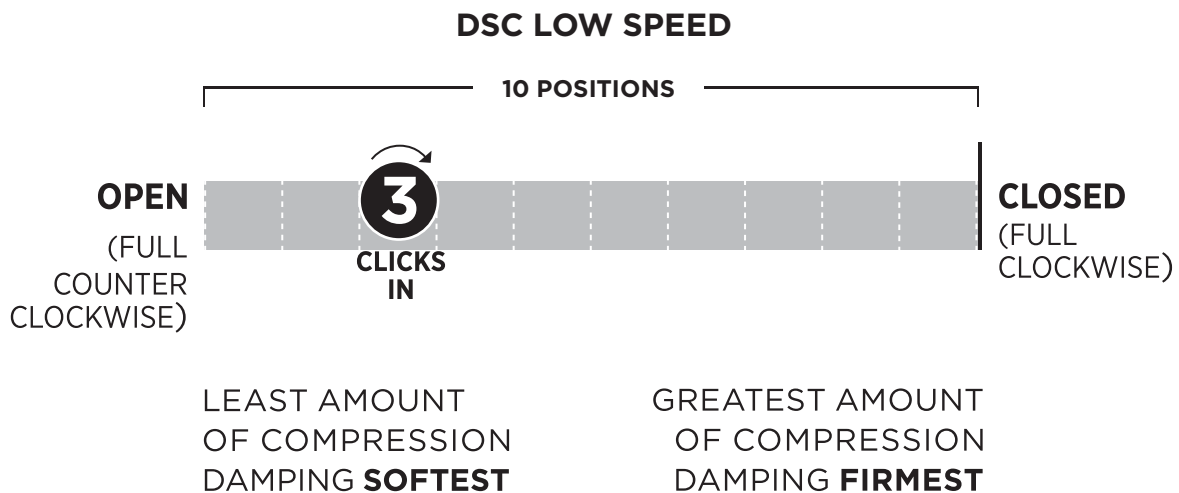 DSC LOW SPEED
10 POSITIONS
OPEN
(FULL
COUNTER
CLOCKWISE)
3
CLICKS
IN
CLOSED
(FULL
CLOCKWISE)
LEAST AMOUNT
OF COMPRESSION
DAMPING SOFTEST
GREATEST AMOUNT
OF COMPRESSION
DAMPING FIRMEST